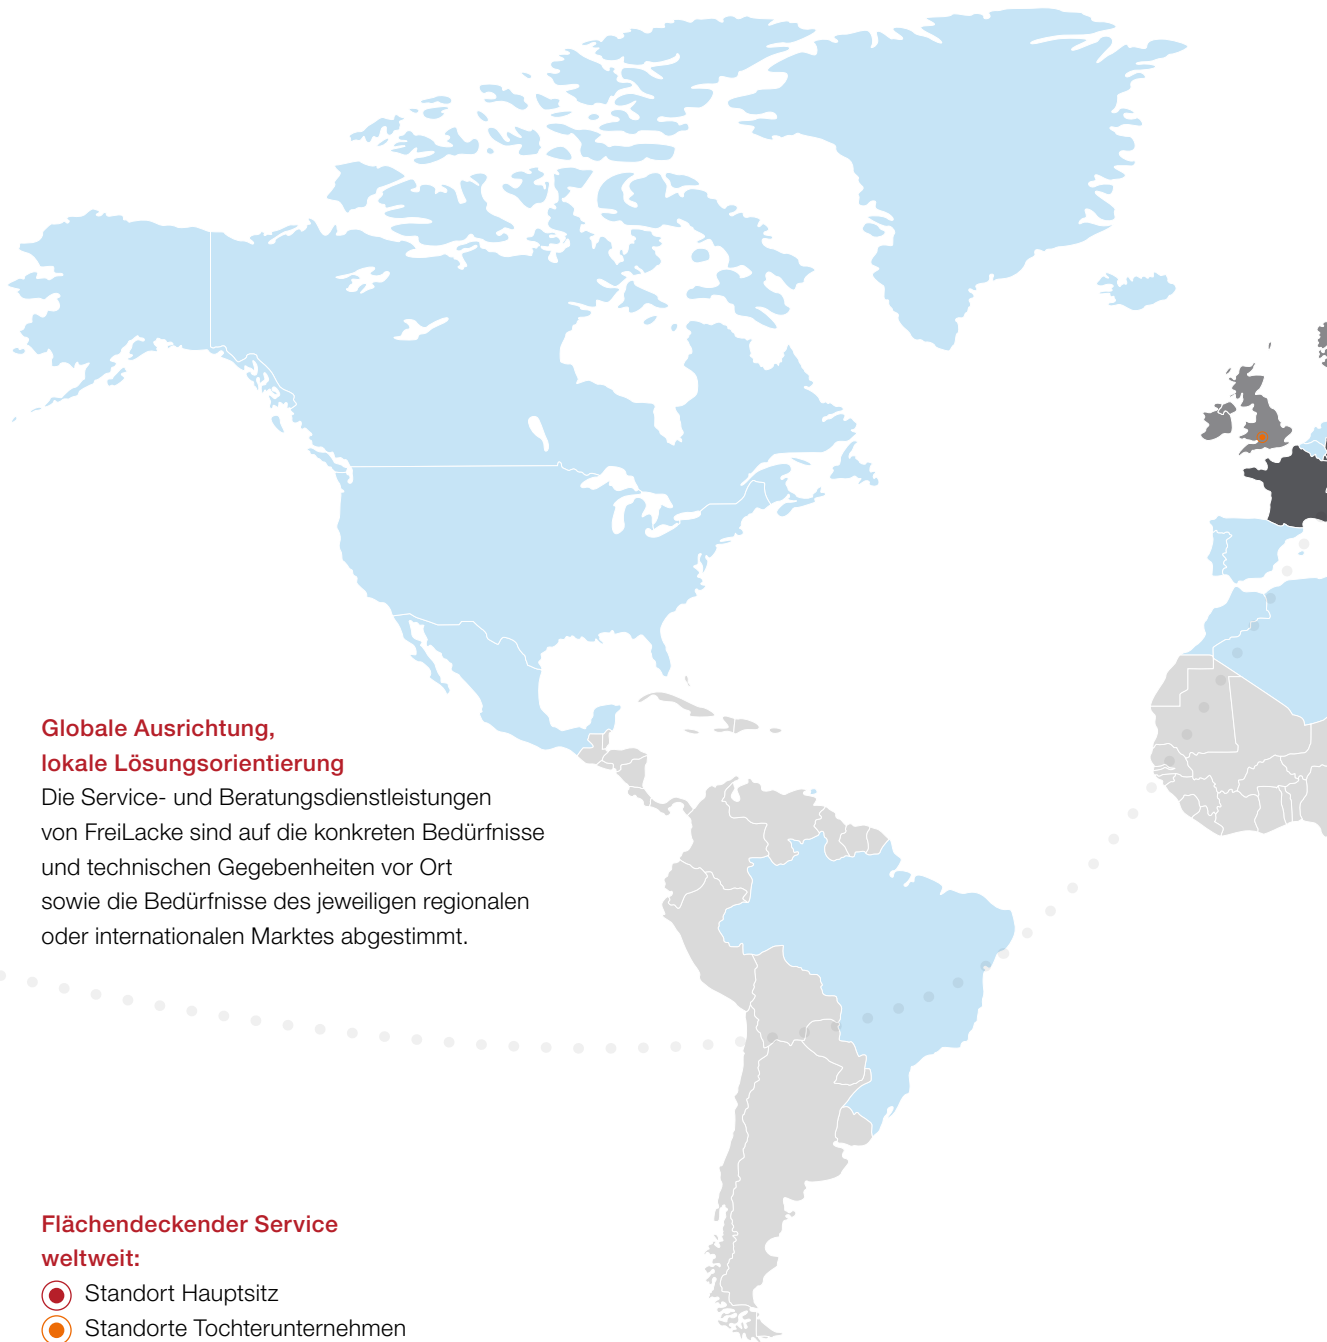 Globale Ausrichtung,
lokale Lösungsorientierung
Die Service- und Beratungsdienstleistungen
von FreiLacke sind auf die konkreten Bedürfnisse
und technischen Gegebenheiten vor Ort
sowie die Bedürfnisse des jeweiligen regionalen
oder internationalen Marktes abgestimmt.
Flächendeckender Service
weltweit:
Standort Hauptsitz
Standorte Tochterunternehmen